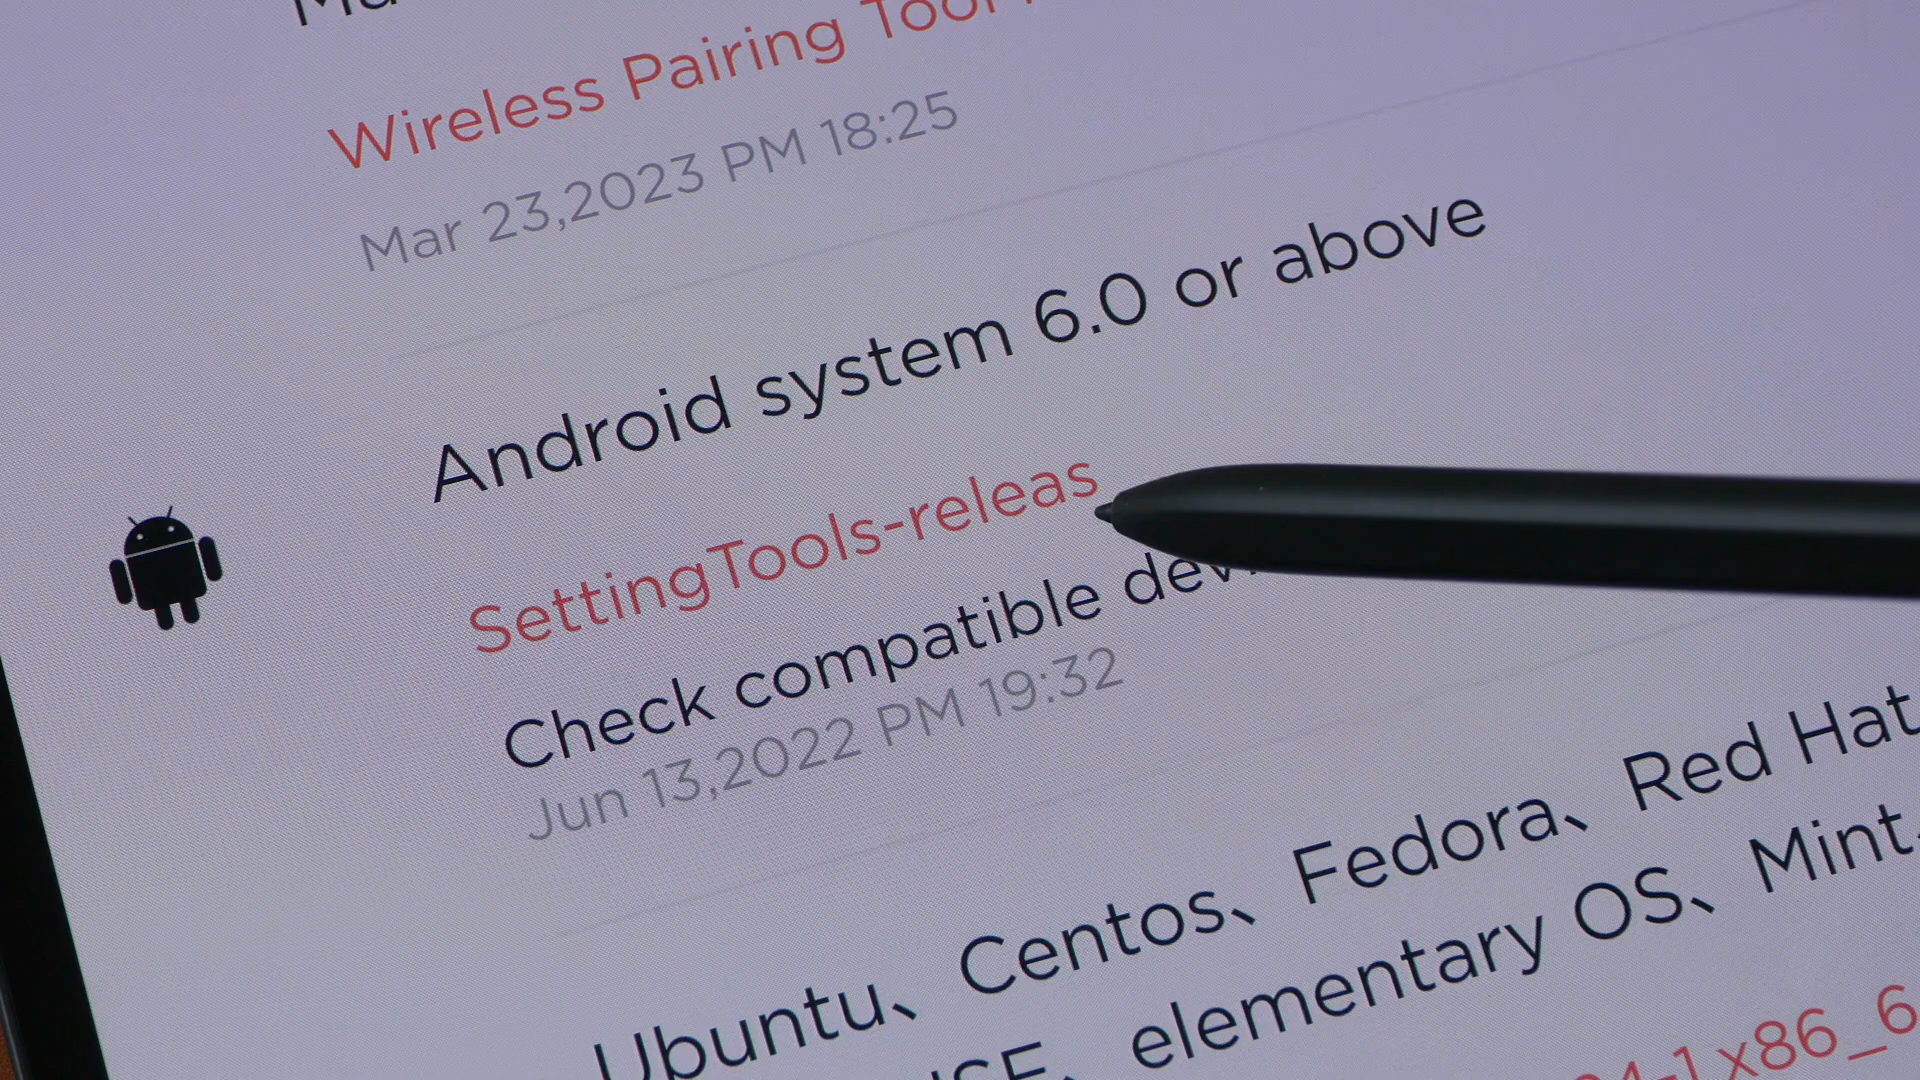 Wireless Pairing Tool
Mar 23,2023 PM 18:25
Android system 6.0 or above
SettingTools-releas
Check compatible
Jun 13,2022 PM 19:32
Ubuntu、Centos、Fedora、Red Hat
elementary OS、Mint